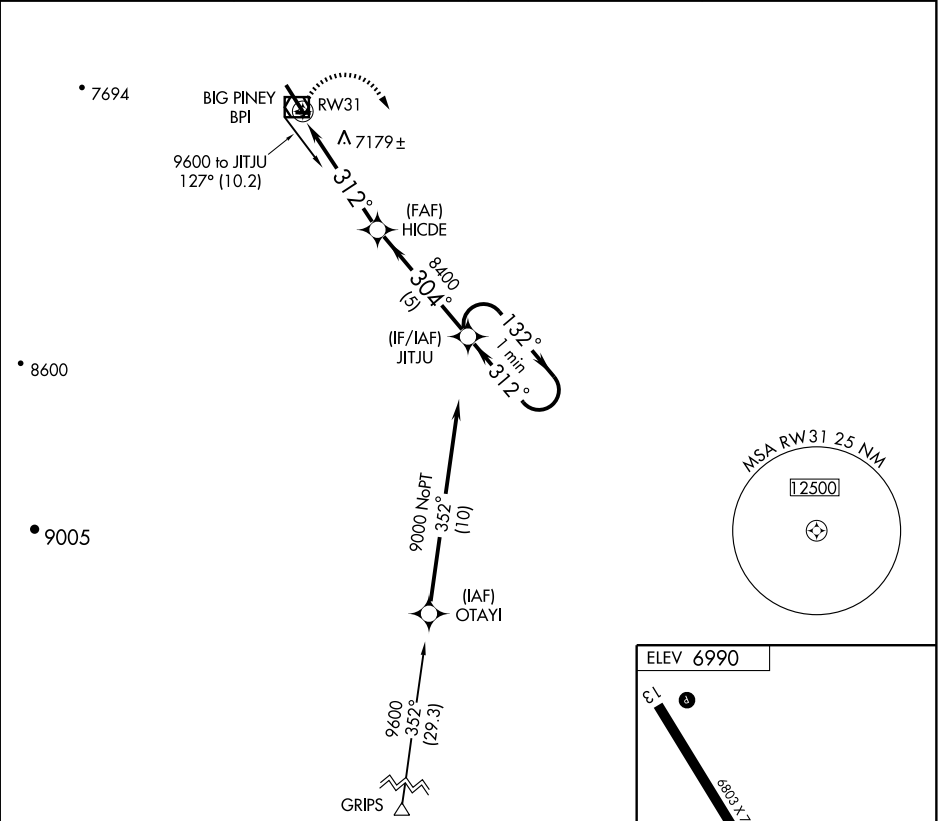 7694
BIG PINEY
BPI
RW31
7179±
9600 to JITJU
127° (10.2)
312°
(FAF)
HICDE
8400
304°
(5)
(IF/IAF)
JITJU
132°
1 min
312°
8600
MSA RW31 25 NM
12500
9005
9000 NoPT
352°
(10)
(IAF)
OTAYI
9600
352°
(29.3)
GRIPS
ELEV 6990
13
P
6803 X 7